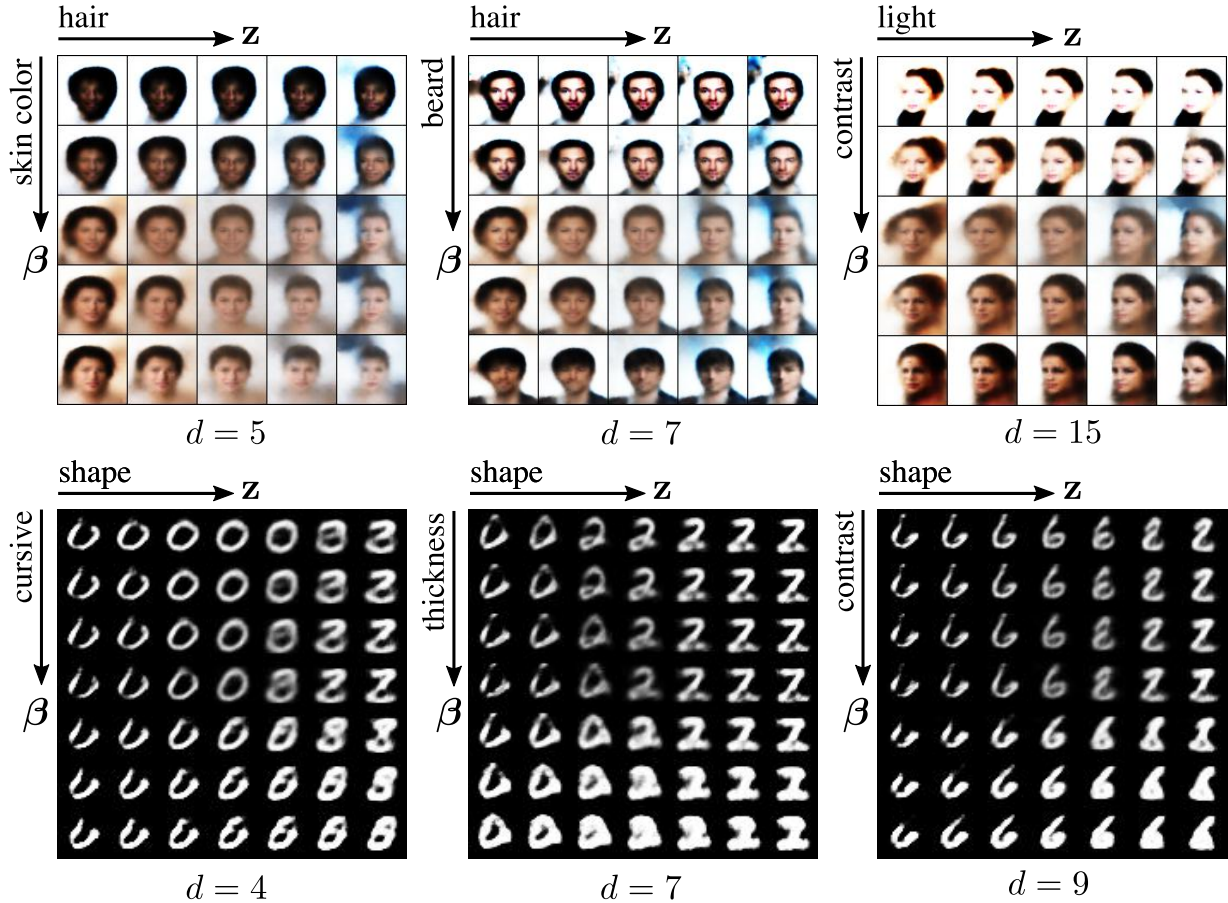 hair
z
skin color
β
d = 5
hair
z
beard
β
d = 7
light
z
contrast
β
d = 15
shape
z
cursive
β
d = 4
shape
z
thickness
β
d = 7
shape
z
contrast
β
d = 9